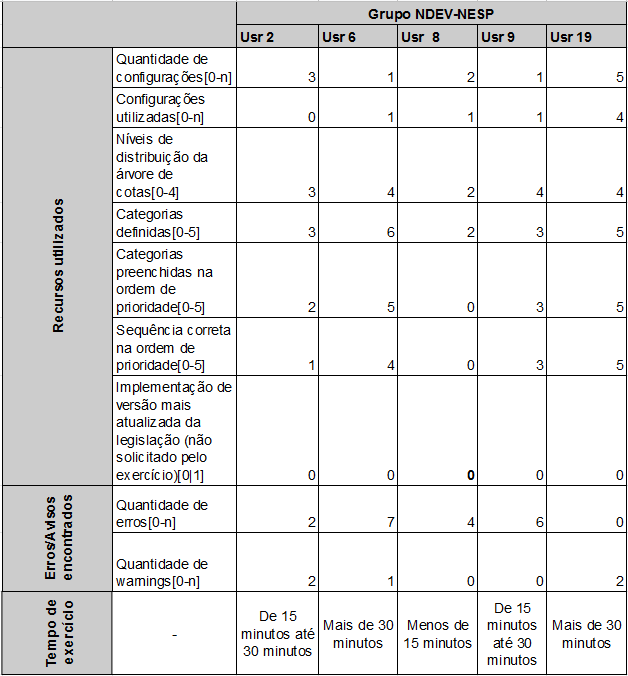 Grupo NDEV-NESP
Usr 2 Usr 6 Usr 8 Usr 9 Usr 19
Recursos utilizados
Quantidade de
configurações[0-n] 3 1 2 1 5
Configurações
utilizadas[0-n] 0 1 1 1 4
Níveis de
distribuição da
árvore de
cotas[0-4] 3 4 2 4 4
Categorias
definidas[0-5] 3 6 2 3 5
Categorias
preenchidas na
ordem de
prioridade[0-5] 2 5 0 3 5
Sequência correta
na ordem de
prioridade[0-5] 1 4 0 3 5
Implementação de
versão mais
atualizada da
legislação (não
solicitado pelo
exercício)[0|1] 0 0 0 0 0
Erros/Avisos
encontrados
Quantidade de
erros[0-n] 2 7 4 6 0
Quantidade de
warnings[0-n] 2 1 0 0 2
Tempo de
exercício
-
De 15
minutos até
30 minutos
Mais de 30
minutos
Menos de
15 minutos
De 15
minutos
até 30
minutos
Mais de 30
minutos